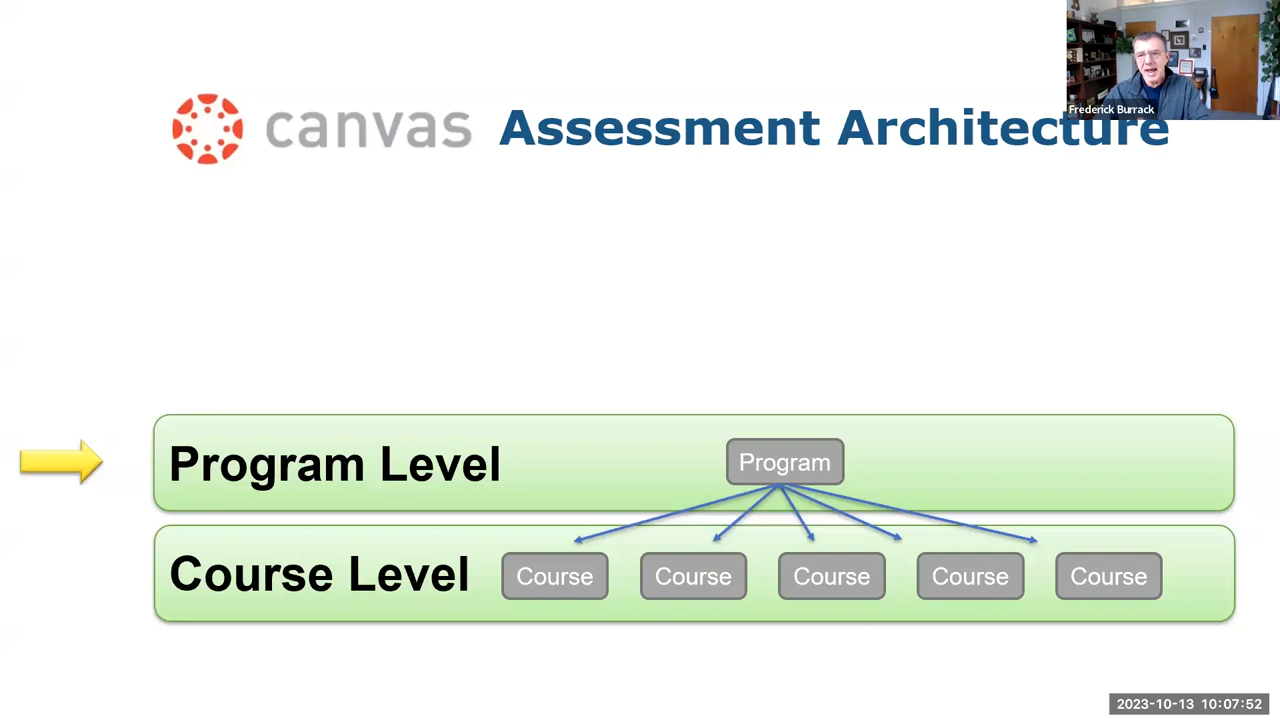 Frederick Burrack
canvas Assessment Architecture
Program Level Program
Course Level Course Course Course Course Course
2023-10-13 10:07:52